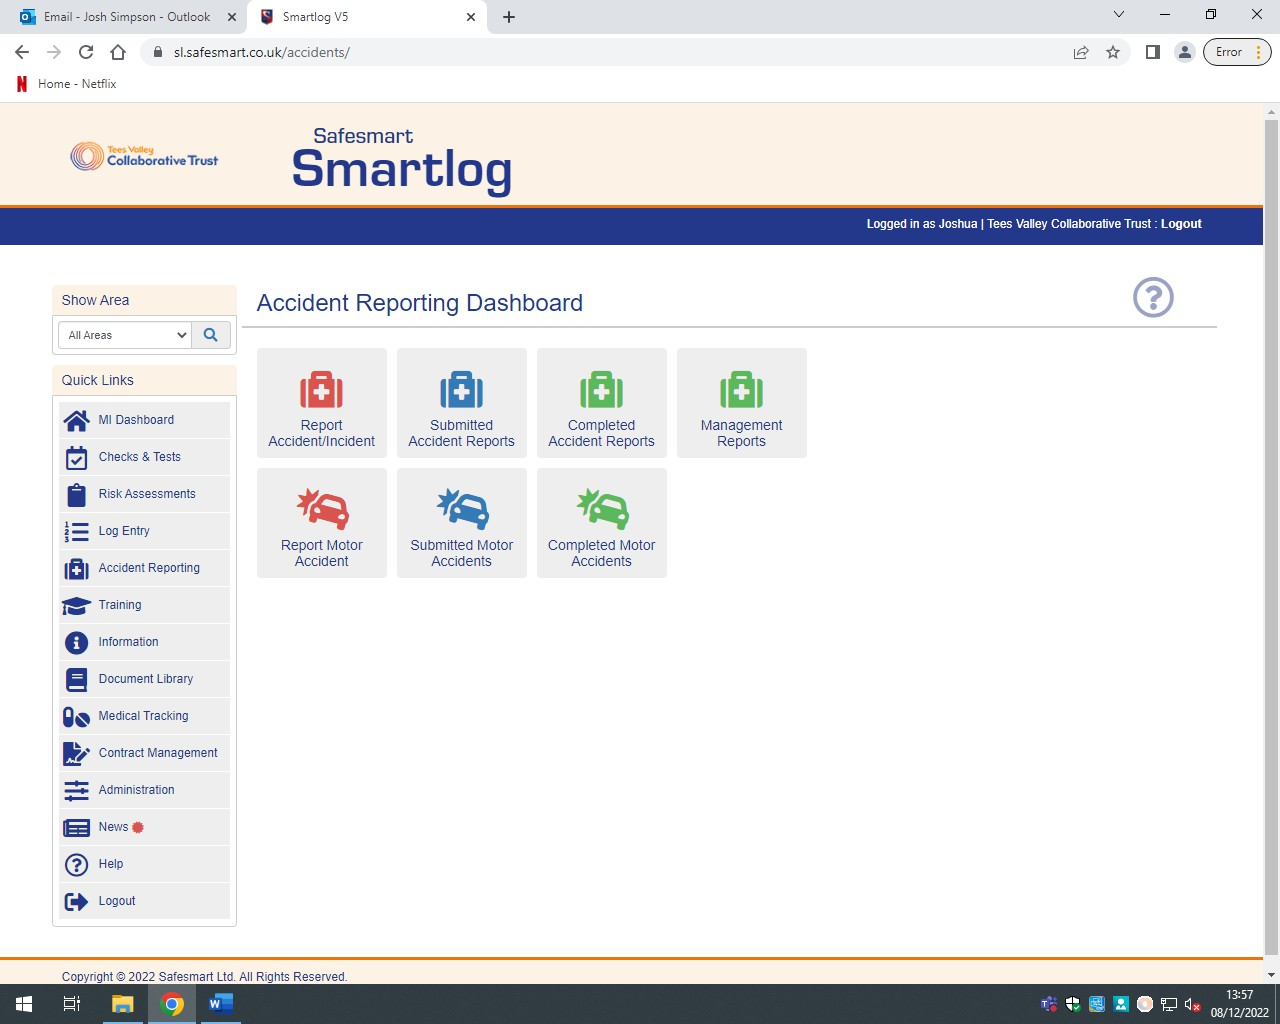 Email - Josh Simpson - Outlook
Smartlog V5
sl.safesmart.co.uk/accidents/
Error
Home - Netflix
Tees Valley
Collaborative Trust
Safesmart
Smartlog
Logged in as Joshua | Tees Valley Collaborative Trust : Logout
Show Area
All Areas
Accident Reporting Dashboard
Report
Accident/Incident
Submitted
Accident Reports
Completed
Accident Reports
Management
Reports
Report Motor
Accident
Submitted Motor
Accidents
Completed Motor
Accidents
Quick Links
MI Dashboard
Checks & Tests
Risk Assessments
Log Entry
Accident Reporting
Training
Information
Document Library
Medical Tracking
Contract Management
Administration
News
Help
Logout
Copyright © 2022 Safesmart Ltd. All Rights Reserved.
13:57
08/12/2022